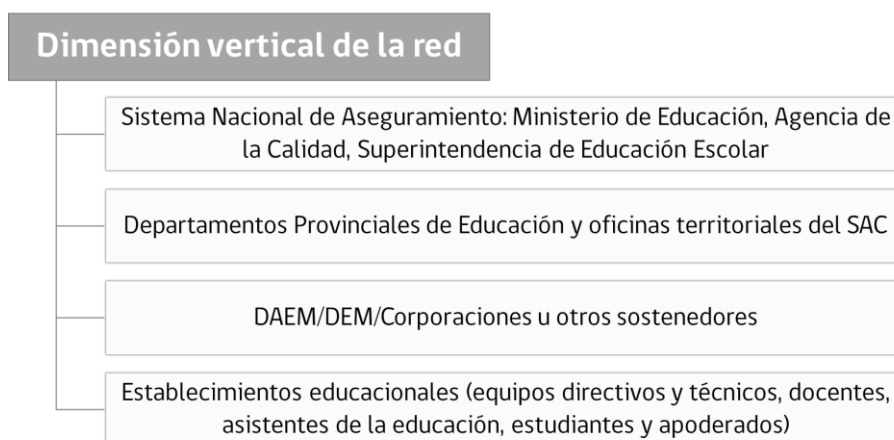 Dimensión vertical de la red
Sistema Nacional de Aseguramiento: Ministerio de Educación, Agencia de
la Calidad, Superintendencia de Educación Escolar
Departamentos Provinciales de Educación y oficinas territoriales del SAC
DAEM/DEM/Corporaciones u otros sostenedores
Establecimientos educacionales (equipos directivos y técnicos, docentes,
asistentes de la educación, estudiantes y apoderados)